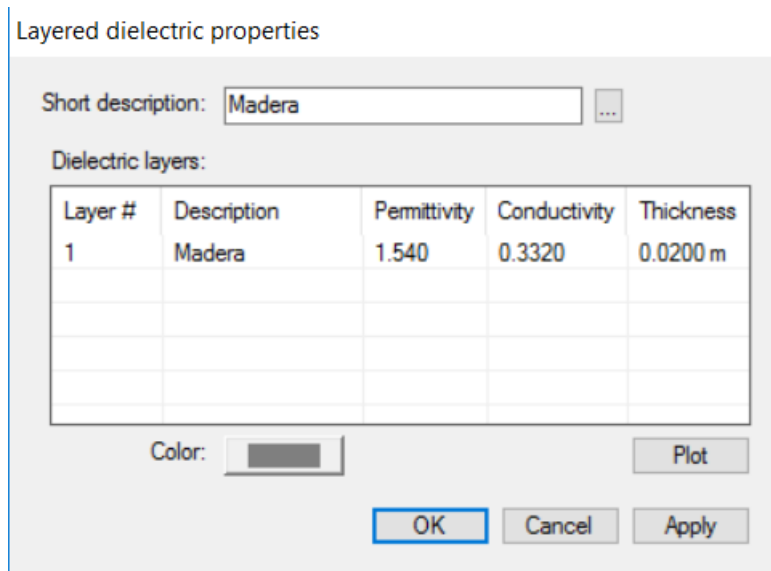 Layered dielectric properties
Short description: Madera ...
Dielectric layers:
Layer # Description Permittivity Conductivity Thickness
1 Madera 1.540 0.3320 0.0200 m
Color: Plot
OK Cancel Apply